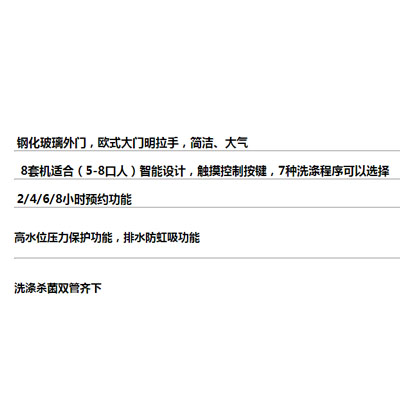 钢化玻璃外门，欧式大门明拉手，简洁、大气
8套机适合（5-8口人）智能设计，触摸控制按键，7种洗涤程序可以选择
2/4/6/8小时预约功能
高水位压力保护功能，排水防虹吸功能
洗涤杀菌双管齐下